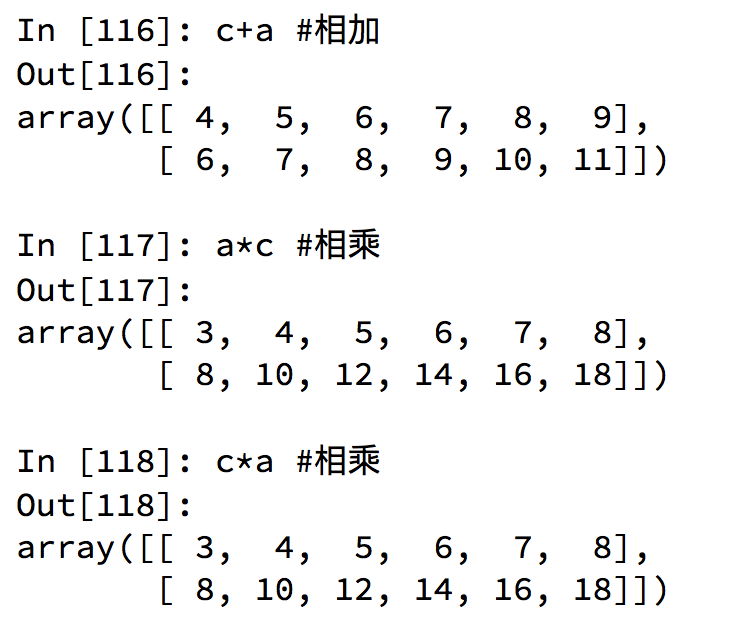 In [116]: c+a #相加
Out[116]:
array([[ 4,  5,  6,  7,  8,  9],
       [ 6,  7,  8,  9, 10, 11]])
In [117]: a*c #相乘
Out[117]:
array([[ 3,  4,  5,  6,  7,  8],
       [ 8, 10, 12, 14, 16, 18]])
In [118]: c*a #相乘
Out[118]:
array([[ 3,  4,  5,  6,  7,  8],
       [ 8, 10, 12, 14, 16, 18]])